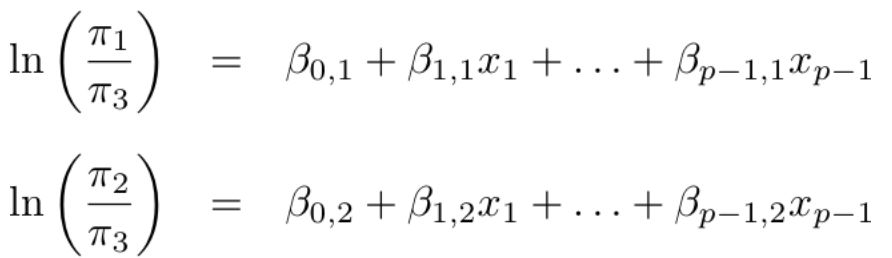 ln(π₁/π₃) = β₀,₁ + β₁,₁x₁ + … + βₚ₋₁,₁xₚ₋₁
ln(π₂/π₃) = β₀,₂ + β₁,₂x₁ + … + βₚ₋₁,₂xₚ₋₁